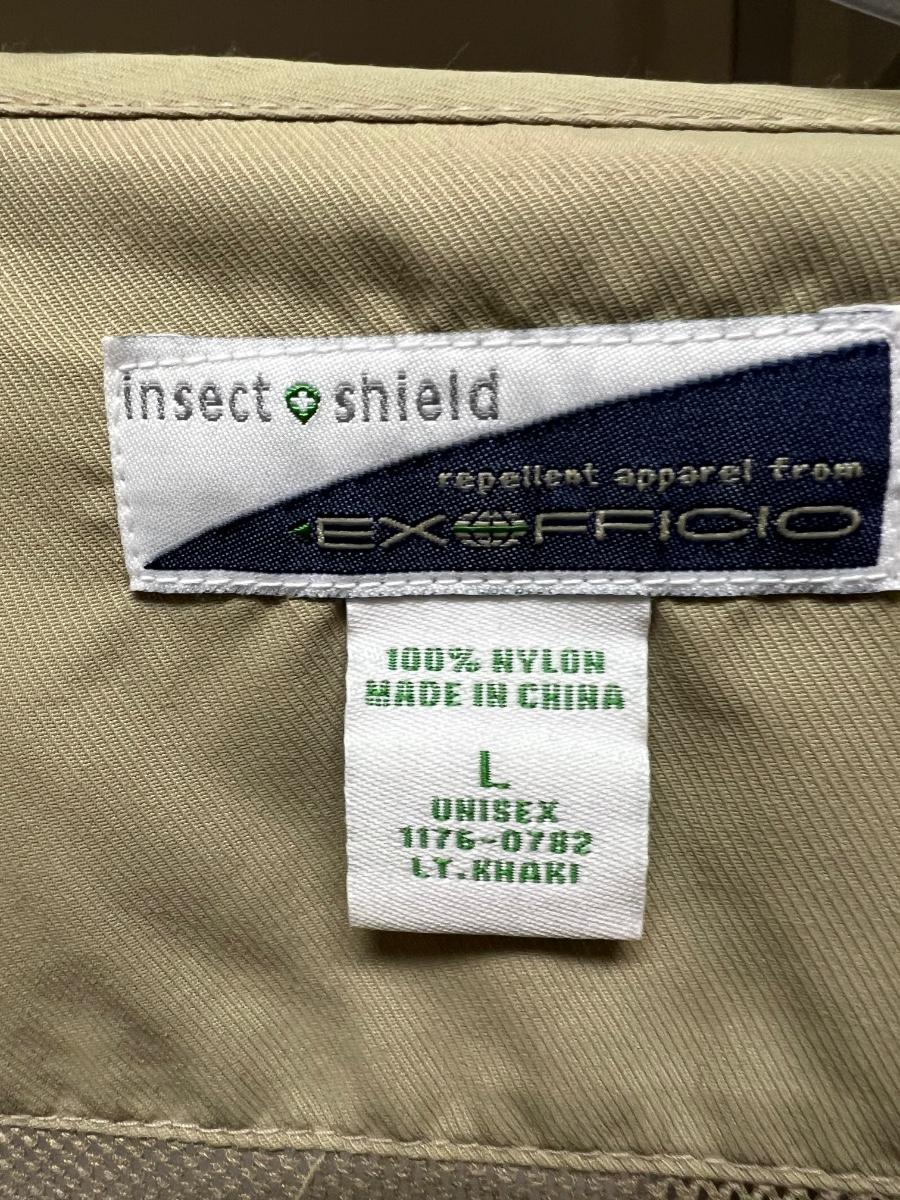 insect shield
repellent apparel from
EXOFFICIO
100% NYLON
MADE IN CHINA
L
UNISEX
1176-0782
LT.KHAKI